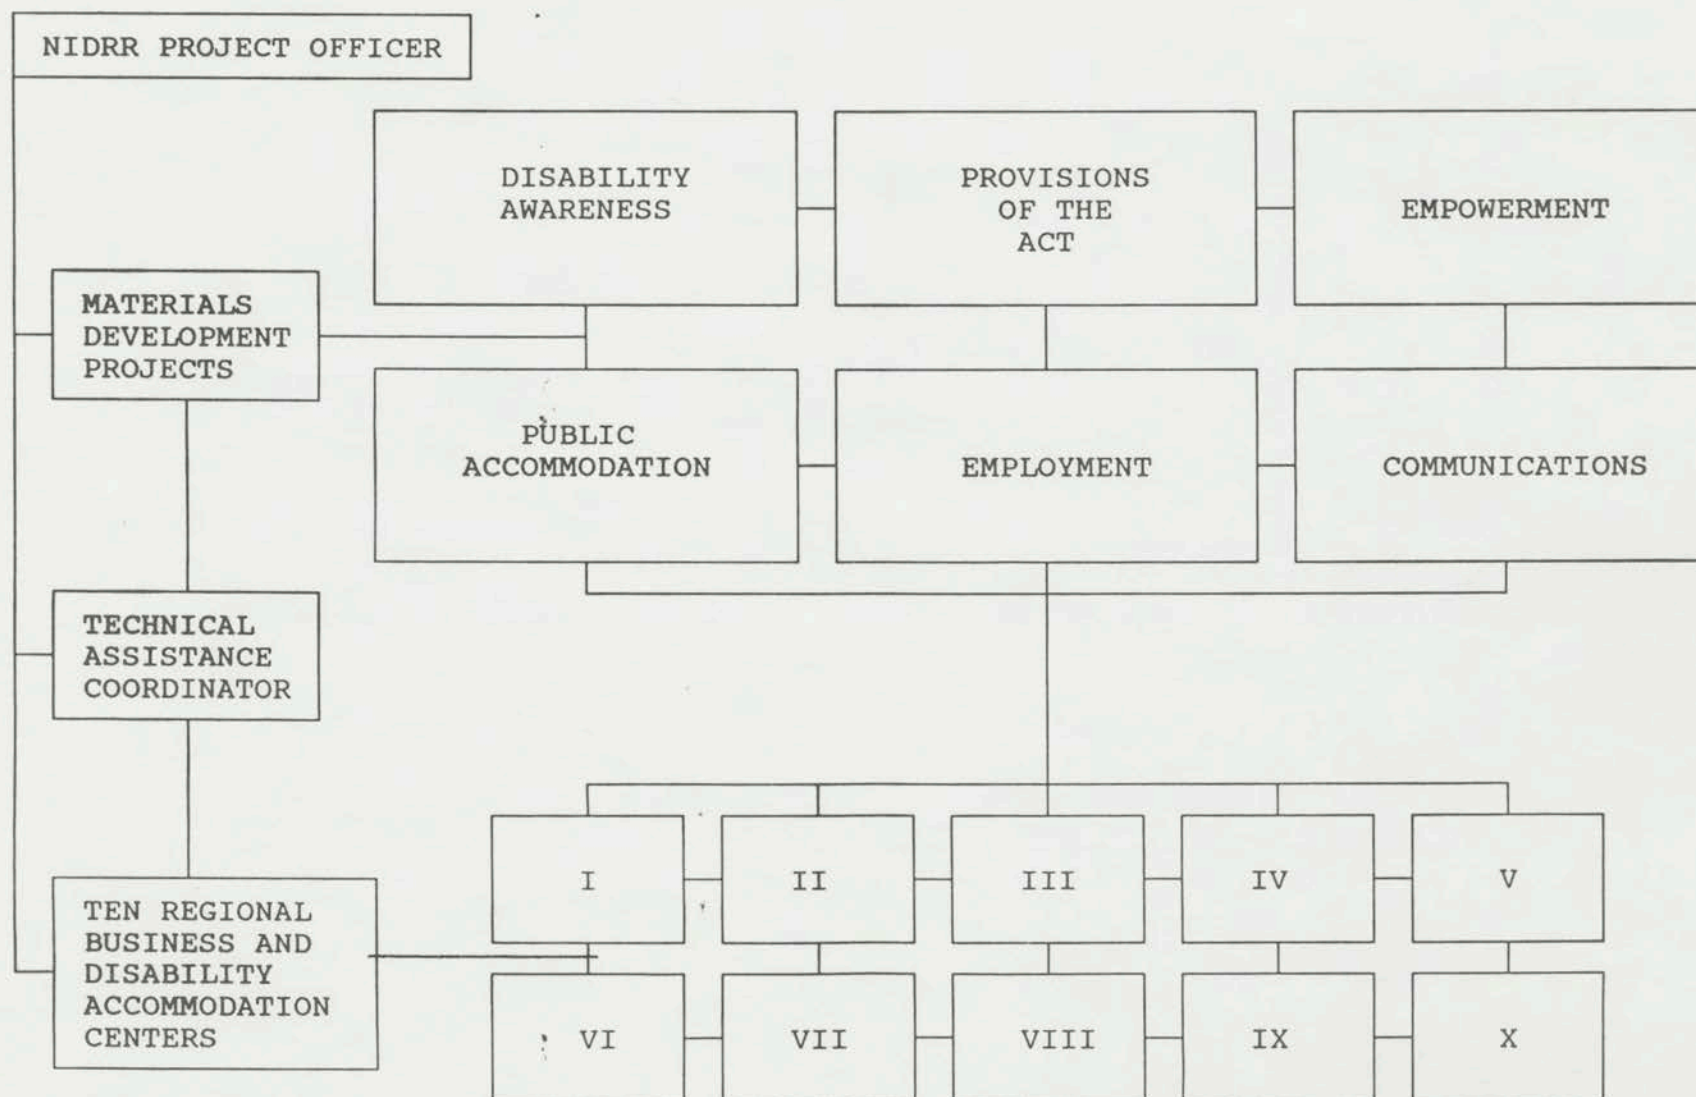 NIDRR PROJECT OFFICER
DISABILITY
AWARENESS
PROVISIONS
OF THE
ACT
EMPOWERMENT
MATERIALS
DEVELOPMENT
PROJECTS
PUBLIC
ACCOMMODATION
EMPLOYMENT
COMMUNICATIONS
TECHNICAL
ASSISTANCE
COORDINATOR
TEN REGIONAL
BUSINESS AND
DISABILITY
ACCOMMODATION
CENTERS
I
II
III
IV
V
VI
VII
VIII
IX
X